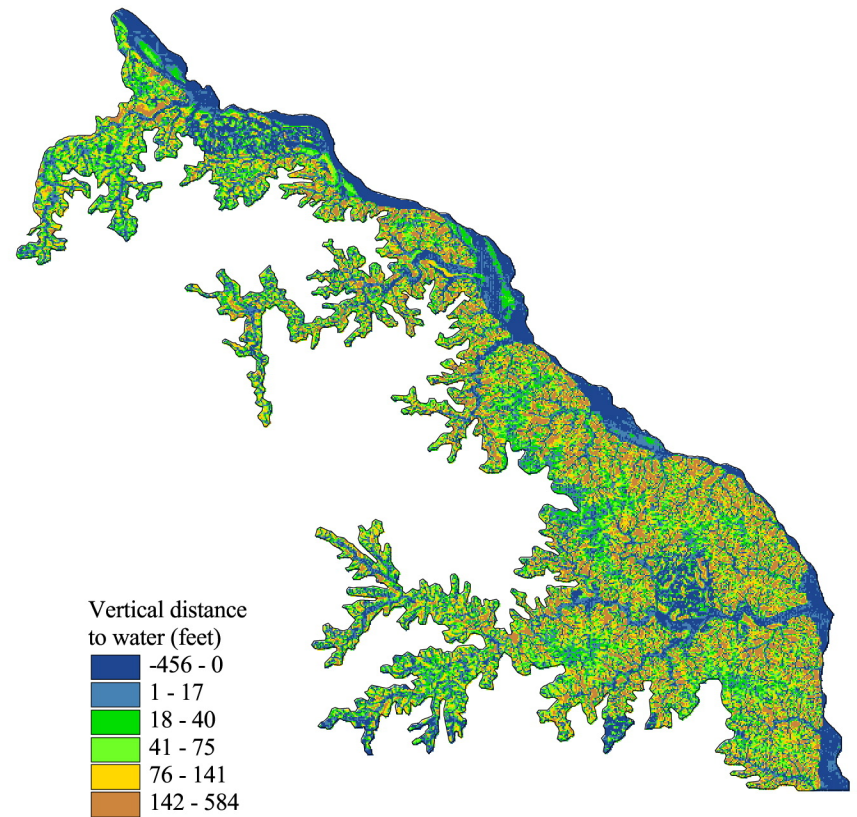 Vertical distance
to water (feet)
-456 - 0
1 - 17
18 - 40
41 - 75
76 - 141
142 - 584